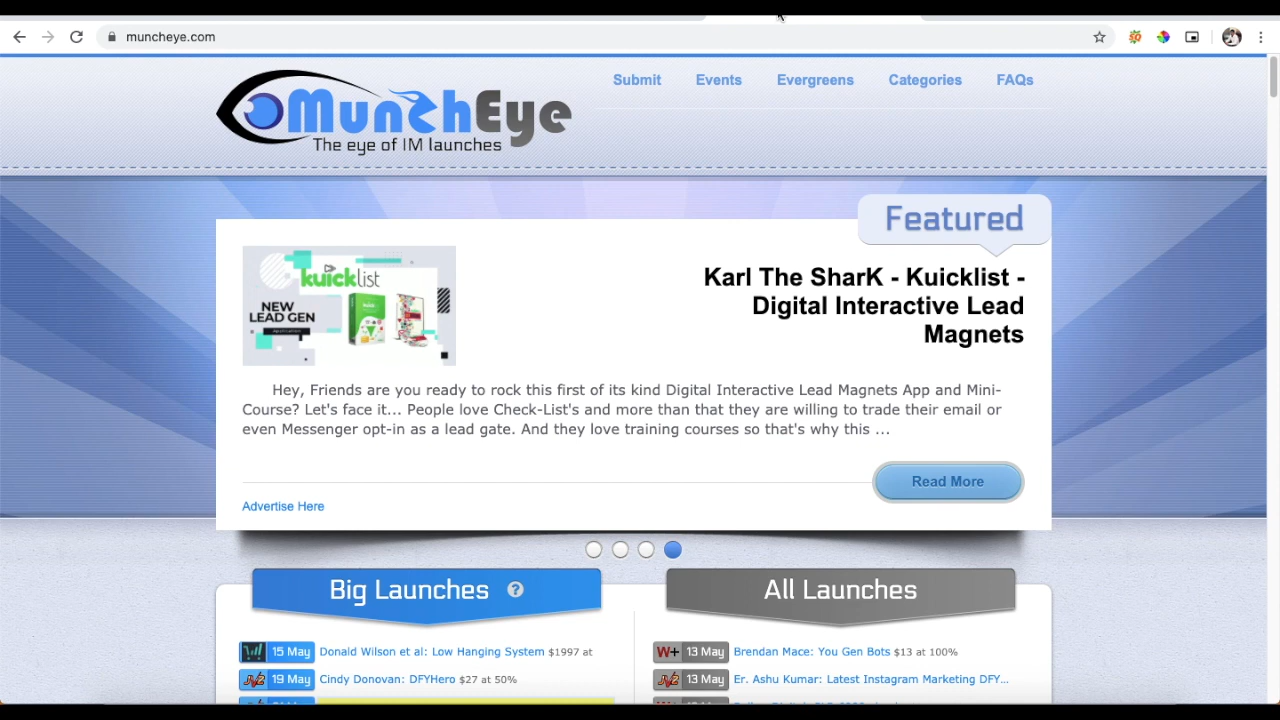 muncheye.com
MunchEye
The eye of IM launches
Submit Events Evergreens Categories FAQs
Featured
kuicklist
NEW
LEAD GEN
Karl The SharK - Kuicklist -
Digital Interactive Lead
Magnets
Hey, Friends are you ready to rock this first of its kind Digital Interactive Lead Magnets App and Mini-
Course? Let's face it... People love Check-List's and more than that they are willing to trade their email or
even Messenger opt-in as a lead gate. And they love training courses so that's why this ...
Read More
Advertise Here
Big Launches ?
15 May Donald Wilson et al: Low Hanging System $1997 at
JVZ 19 May Cindy Donovan: DFYHero $27 at 50%
All Launches
W+ 13 May Brendan Mace: You Gen Bots $13 at 100%
JVZ 13 May Er. Ashu Kumar: Latest Instagram Marketing DFY...